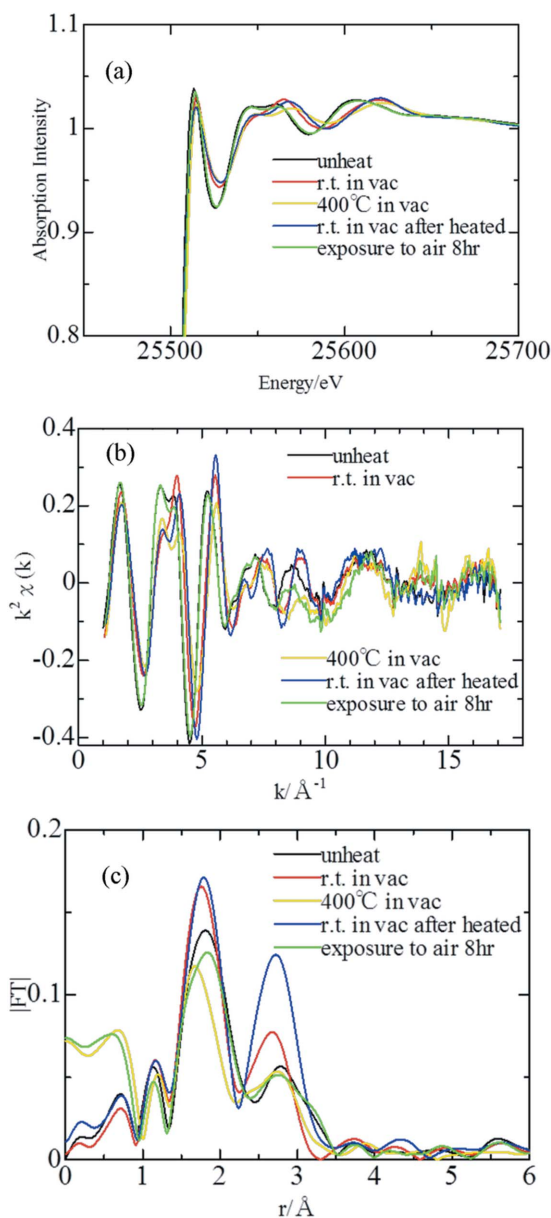 1.1
(a)
1
unheat
r.t. in vac
400℃ in vac
r.t. in vac after heated
exposure to air 8hr
0.9
0.8
Absorption Intensity
25500 25600 25700
Energy/eV
0.4
(b)
unheat
r.t. in vac
0.2
0
-0.2
-0.4
k² χ (k)
400℃ in vac
r.t. in vac after heated
exposure to air 8hr
0 5 10 15
k/Å⁻¹
0.2
(c)
unheat
r.t. in vac
400℃ in vac
r.t. in vac after heated
exposure to air 8hr
0.1
0
|FT|
0 1 2 3 4 5 6
r/Å